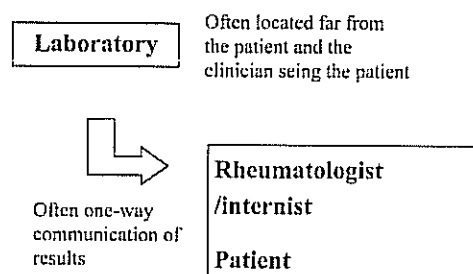 Laboratory
Often located far from
the patient and the
clinician seing the patient
Often one-way
communication of
results
Rheumatologist
/internist
Patient